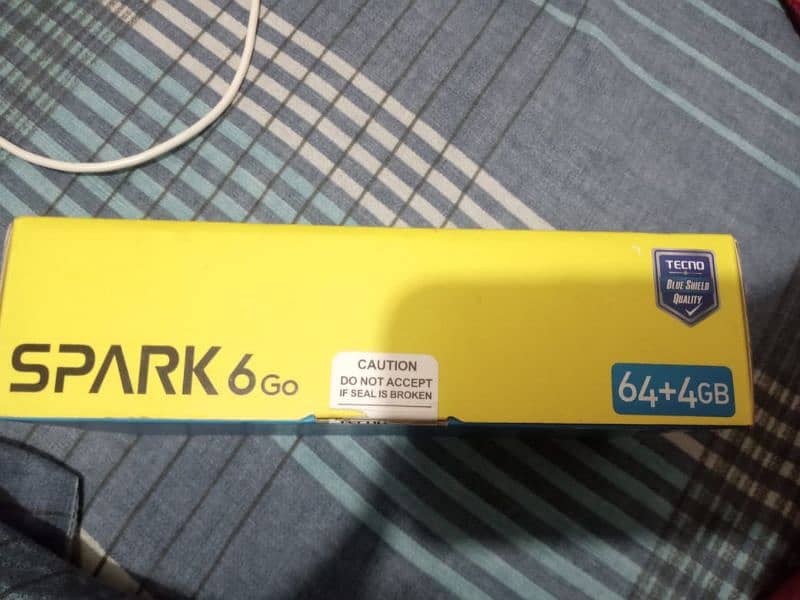 TECNO
BLUE SHIELD
QUALITY
SPARK 6 GO
CAUTION
DO NOT ACCEPT
IF SEAL IS BROKEN
64+4GB